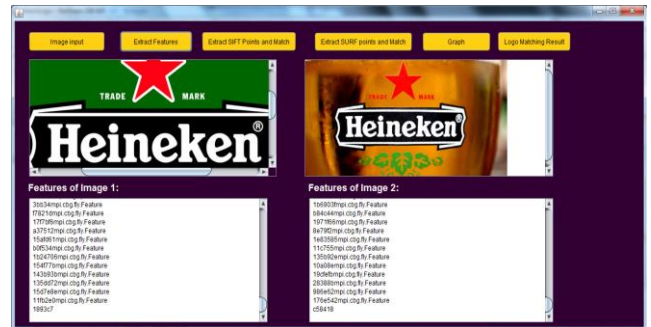 Image input
Extract Features
Extract SIFT Points and Match
Extract SURF points and Match
Graph
Logo Matching Result
TRADE MARK
Heineken®
TRADE MARK
Heineken
Features of Image 1:
3bb34mpi.cbg.fly.Feature
f7821dmpi.cbg.fly.Feature
17f7bf6mpi.cbg.fly.Feature
a37512mpi.cbg.fly.Feature
15afd61mpi.cbg.fly.Feature
b0f534mpi.cbg.fly.Feature
1b24706mpi.cbg.fly.Feature
154f77bmpi.cbg.fly.Feature
143b93bmpi.cbg.fly.Feature
135dd72mpi.cbg.fly.Feature
15d7e8empi.cbg.fly.Feature
11fb2e0mpi.cbg.fly.Feature
1893c7
Features of Image 2:
1b6803fmpi.cbg.fly.Feature
b84c44mpi.cbg.fly.Feature
1971f66mpi.cbg.fly.Feature
8e79f2mpi.cbg.fly.Feature
1e83585mpi.cbg.fly.Feature
11c755mpi.cbg.fly.Feature
135b92empi.cbg.fly.Feature
10a08empi.cbg.fly.Feature
19dfefbmpi.cbg.fly.Feature
28388bmpi.cbg.fly.Feature
986e52mpi.cbg.fly.Feature
176e542mpi.cbg.fly.Feature
c58418